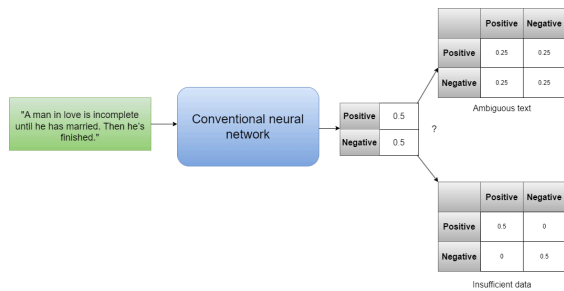 "A man in love is incomplete
until he has married. Then he's
finished."
Conventional neural
network
Positive 0.5
Negative 0.5
?
Positive Negative
Positive 0.25 0.25
Negative 0.25 0.25
Ambiguous text
Positive Negative
Positive 0.5 0
Negative 0 0.5
Insufficient data